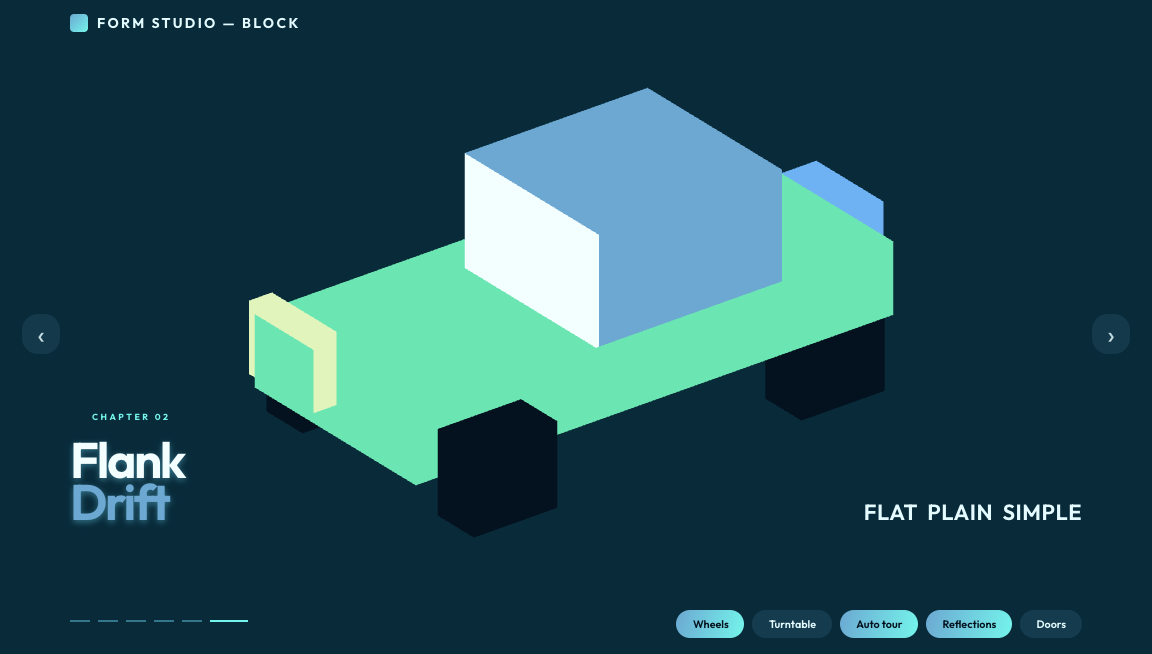 FORM STUDIO — BLOCK
‹
›
CHAPTER 02
Flank
Drift
FLAT PLAIN SIMPLE
Wheels
Turntable
Auto tour
Reflections
Doors